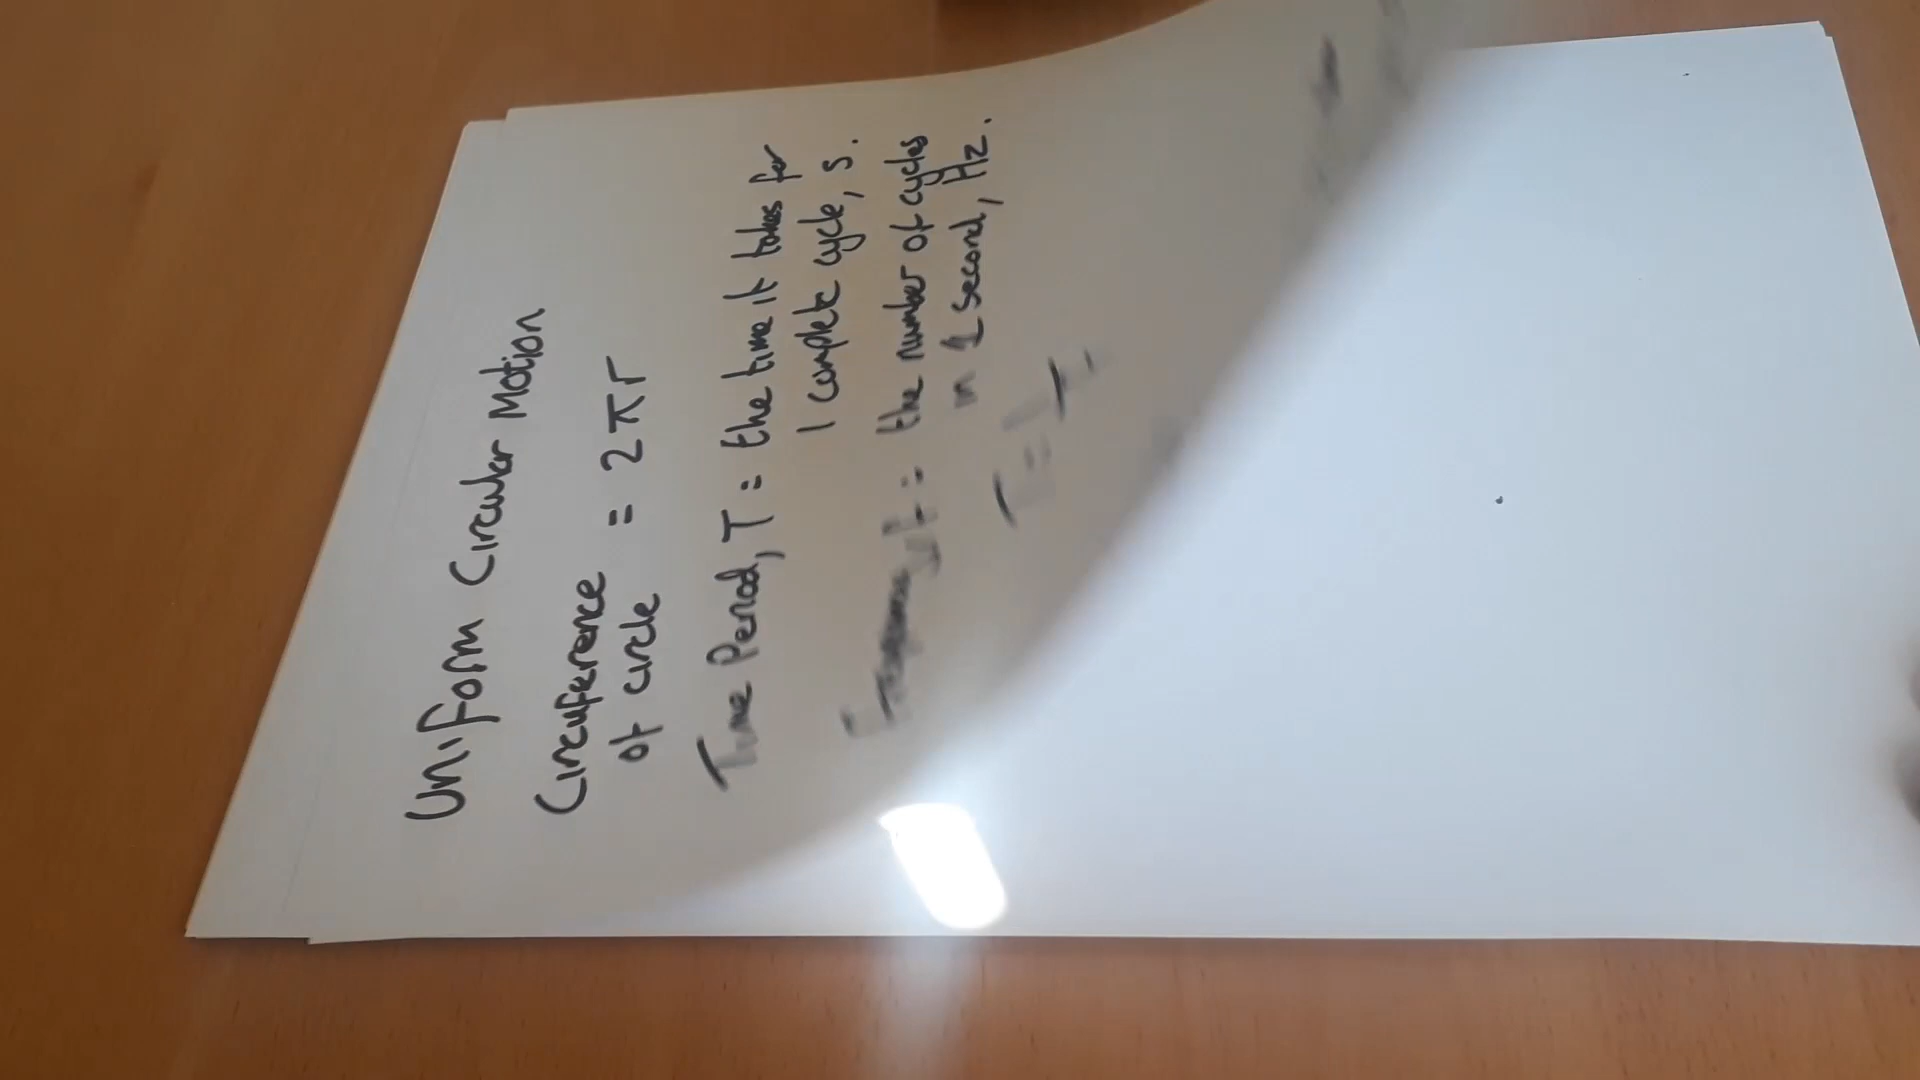 Uniform Circular Motion
Circuference = 2πr
of circle
Time Period, T = the time it takes for
1 complete cycle, s.
the number of cycles
in 1 second, Hz.